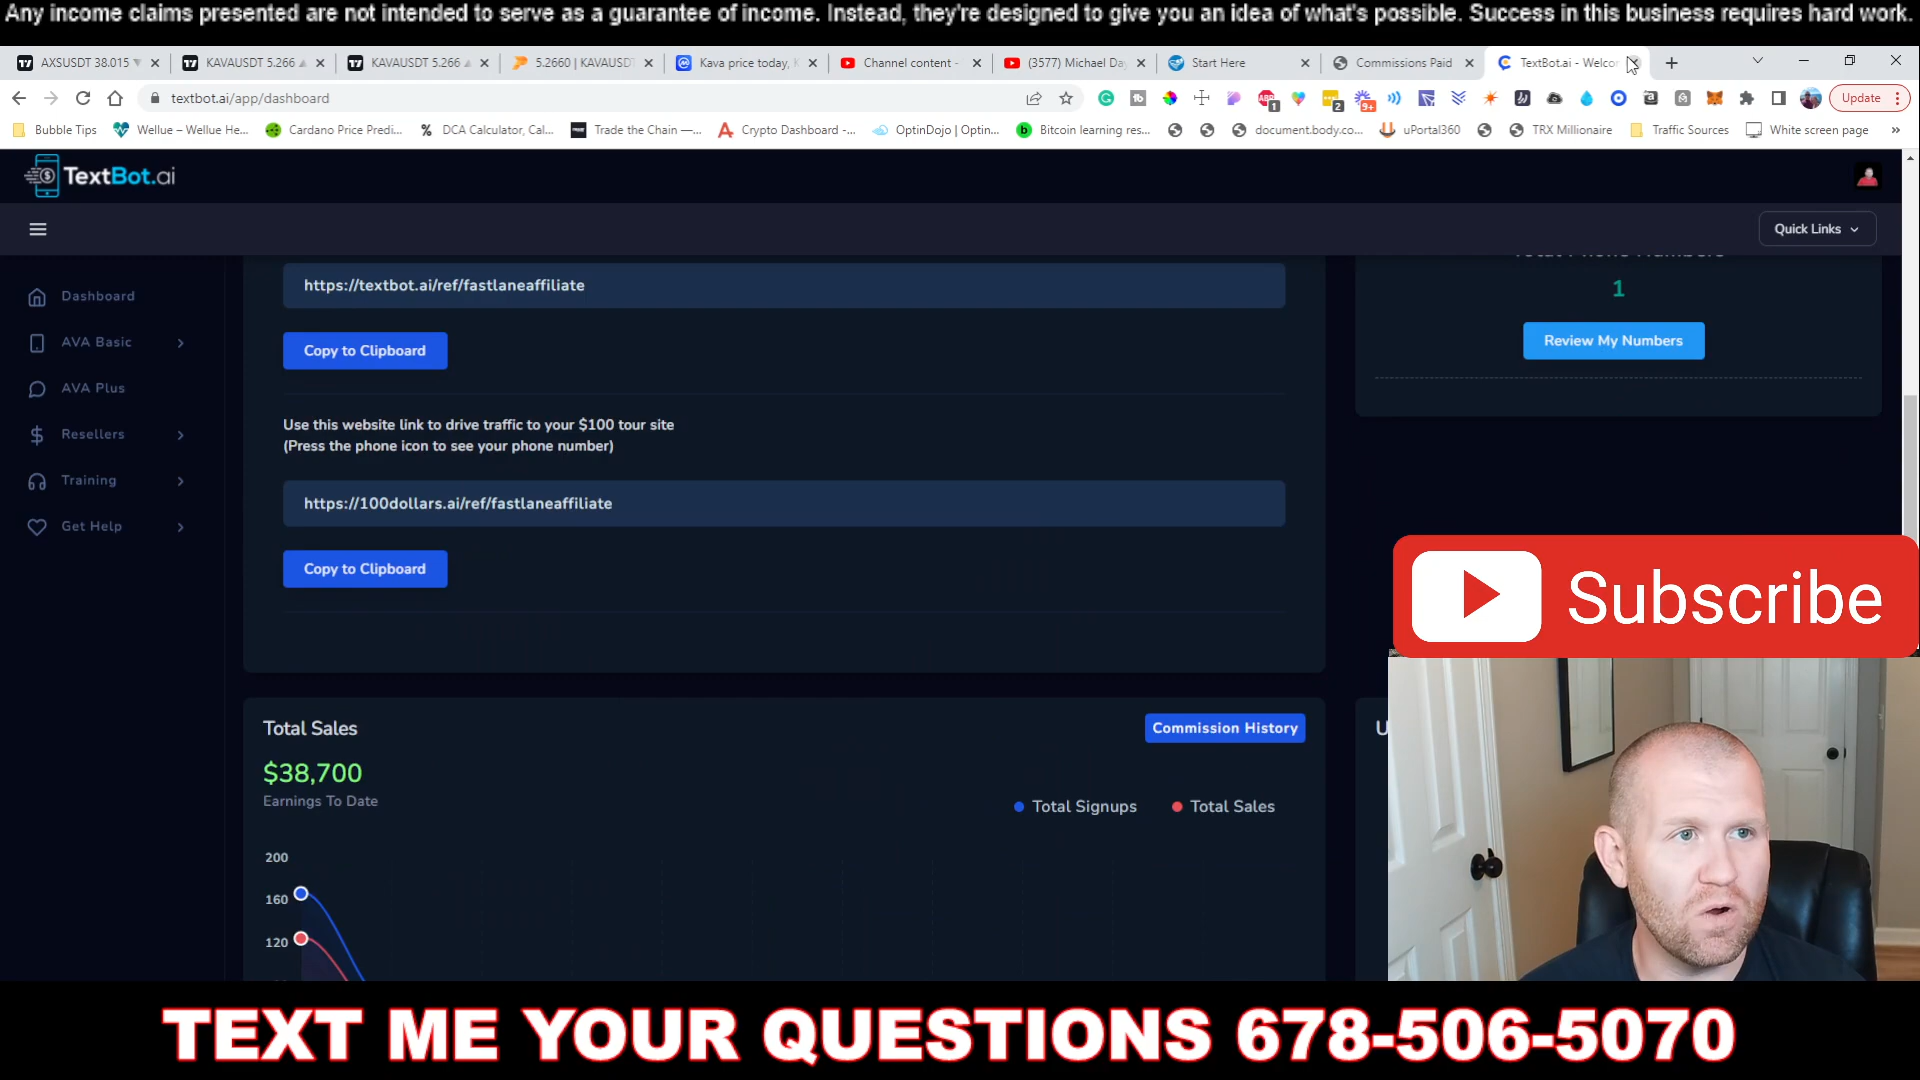 Any income claims presented are not intended to serve as a guarantee of income. Instead, they're designed to give you an idea of what's possible. Success in this business requires hard work.
AXSUSDT 38.015
KAVAUSDT 5.266
KAVAUSDT 5.266
5.2660 | KAVAUSDT
Kava price today,
Channel content -
(3577) Michael Da
Start Here
Commissions Paid
TextBot.ai - Welcor
textbot.ai/app/dashboard
Update
Bubble Tips
Wellue – Wellue He...
Cardano Price Predi...
DCA Calculator, Cal...
Trade the Chain —...
Crypto Dashboard -...
OptinDojo | Optin...
Bitcoin learning res...
document.body.co...
uPortal360
TRX Millionaire
Traffic Sources
White screen page
TextBot.ai
Quick Links
Dashboard
AVA Basic
AVA Plus
Resellers
Training
Get Help
https://textbot.ai/ref/fastlaneaffiliate
Copy to Clipboard
Use this website link to drive traffic to your $100 tour site
(Press the phone icon to see your phone number)
https://100dollars.ai/ref/fastlaneaffiliate
Copy to Clipboard
Total Phone Numbers
1
Review My Numbers
Subscribe
Total Sales
Commission History
$38,700
Earnings To Date
Total Signups
Total Sales
200
160
120
U
TEXT ME YOUR QUESTIONS 678-506-5070